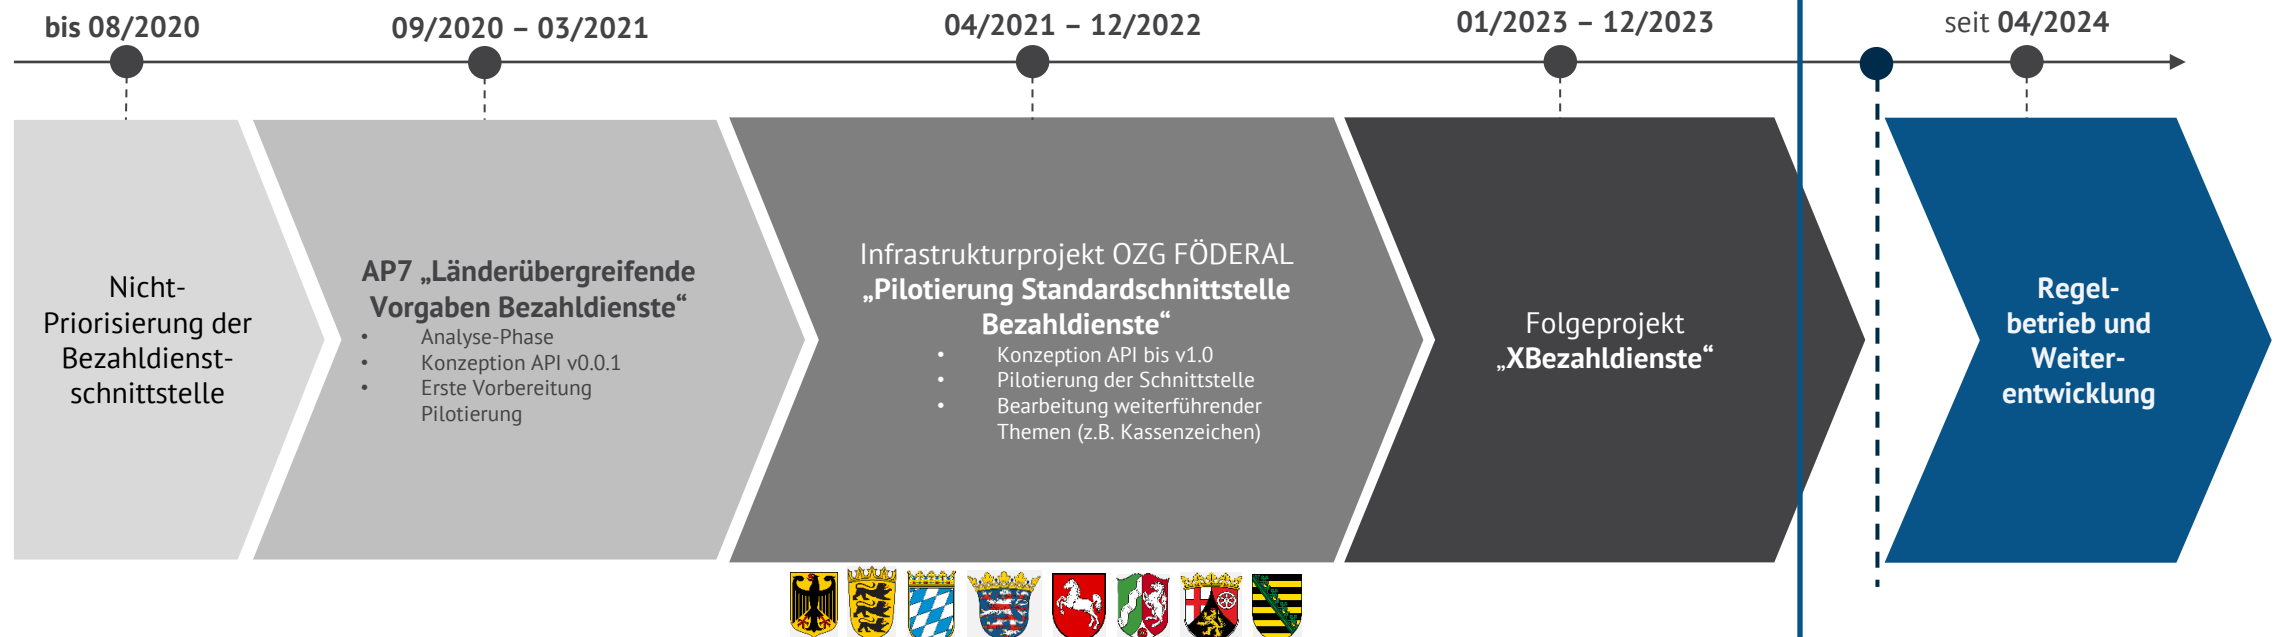 bis 08/2020
09/2020 – 03/2021
04/2021 – 12/2022
01/2023 – 12/2023
seit 04/2024
Nicht-
Priorisierung der
Bezahldienst-
schnittstelle
AP7 „Länderübergreifende
Vorgaben Bezahldienste“
• Analyse-Phase
• Konzeption API v0.0.1
• Erste Vorbereitung
Pilotierung
Infrastrukturprojekt OZG FÖDERAL
„Pilotierung Standardschnittstelle
Bezahldienste“
• Konzeption API bis v1.0
• Pilotierung der Schnittstelle
• Bearbeitung weiterführender
Themen (z.B. Kassenzeichen)
Folgeprojekt
„XBezahldienste“
Regel-
betrieb und
Weiter-
entwicklung